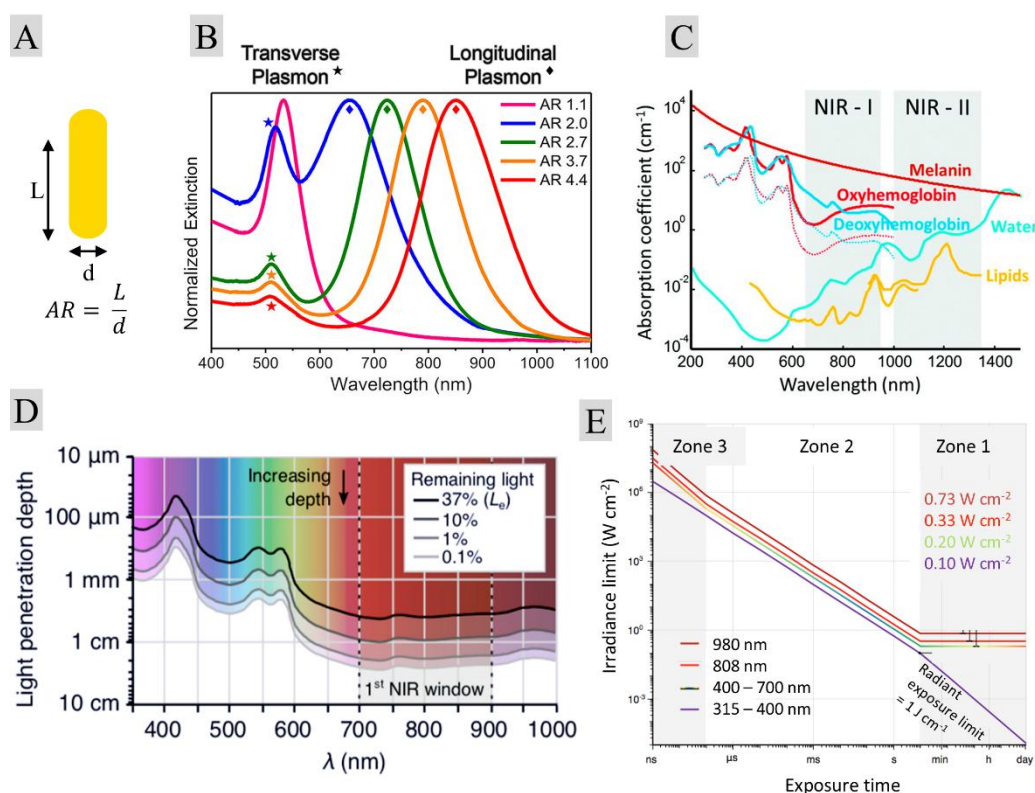 A
L
d
AR = L/d
B
Transverse Plasmon ★
Longitudinal Plasmon ♦
AR 1.1
AR 2.0
AR 2.7
AR 3.7
AR 4.4
Normalized Extinction
400 500 600 700 800 900 1000 1100
Wavelength (nm)
C
NIR - I
NIR - II
Melanin
Oxyhemoglobin
Deoxyhemoglobin
Water
Lipids
Absorption coefficient (cm⁻¹)
10⁴
10²
10⁰
10⁻²
10⁻⁴
200 400 600 800 1000 1200 1400
Wavelength (nm)
D
Light penetration depth
10 µm
100 µm
1 mm
1 cm
10 cm
Increasing
depth
Remaining light
37% (Lₑ)
10%
1%
0.1%
1ˢᵗ NIR window
400 500 600 700 800 900 1000
λ (nm)
E
Zone 3
Zone 2
Zone 1
Irradiance limit (W cm⁻²)
10⁹
10⁶
10³
10⁰
10⁻³
0.73 W cm⁻²
0.33 W cm⁻²
0.20 W cm⁻²
0.10 W cm⁻²
980 nm
808 nm
400 – 700 nm
315 – 400 nm
Radiant
exposure limit
= 1 J cm⁻¹
ns µs ms s min h day
Exposure time